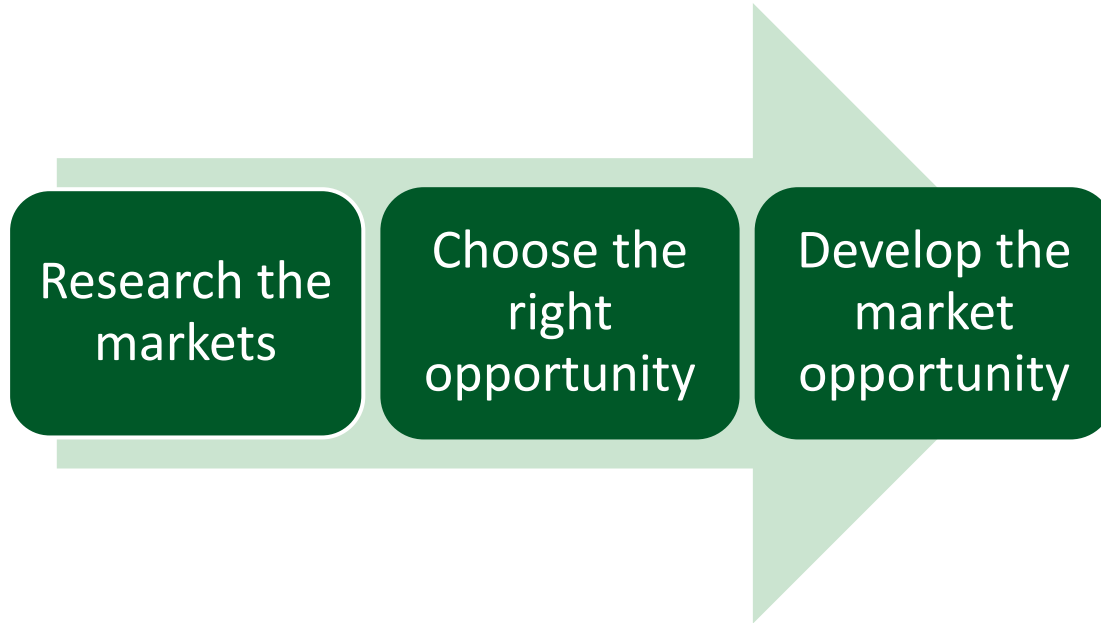 Research the
markets
Choose the
right
opportunity
Develop the
market
opportunity